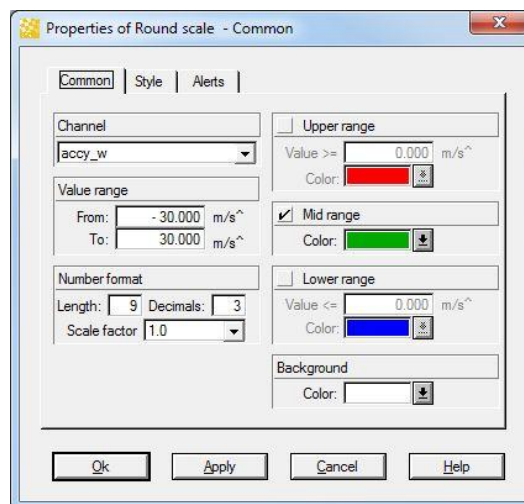 Properties of Round scale - Common
Common Style Alerts
Channel
accy_w
Value range
From: - 30.000 m/s^
To: 30.000 m/s^
Number format
Length: 9 Decimals: 3
Scale factor 1.0
Upper range
Value >= 0.000 m/s^
Color:
Mid range
Color:
Lower range
Value <= 0.000 m/s^
Color:
Background
Color:
Ok Apply Cancel Help